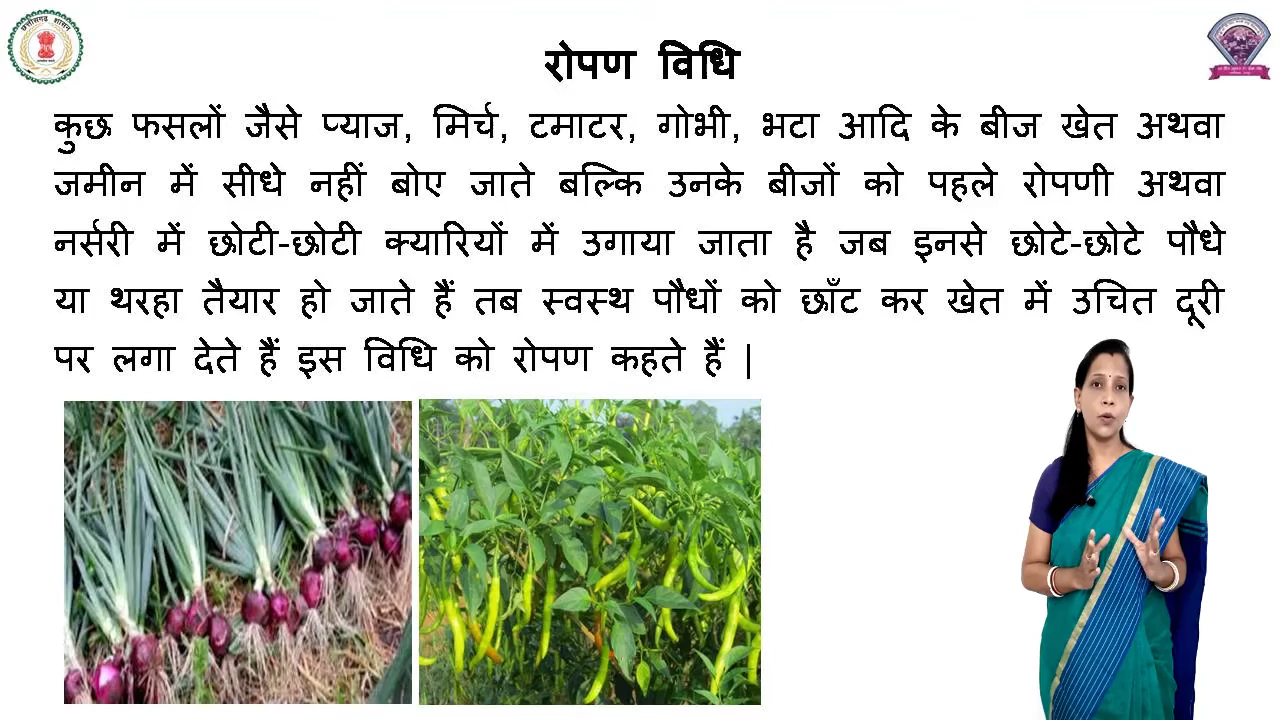 रोपण विधि
कुछ फसलों जैसे प्याज, मिर्च, टमाटर, गोभी, भटा आदि के बीज खेत अथवा
जमीन में सीधे नहीं बोए जाते बल्कि उनके बीजों को पहले रोपणी अथवा
नर्सरी में छोटी-छोटी क्यारियों में उगाया जाता है जब इनसे छोटे-छोटे पौधे
या थरहा तैयार हो जाते हैं तब स्वस्थ पौधों को छाँट कर खेत में उचित दूरी
पर लगा देते हैं इस विधि को रोपण कहते हैं |